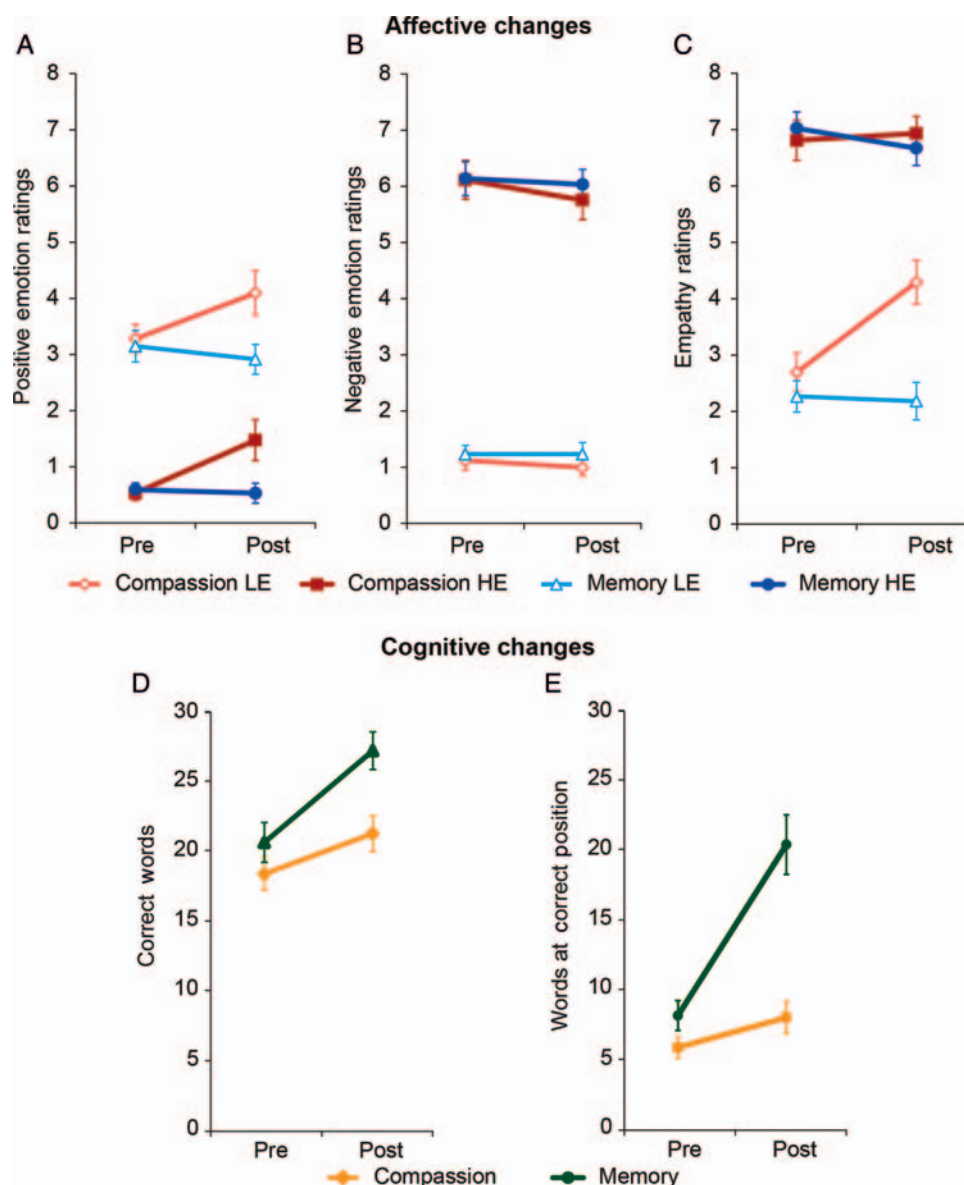 Affective changes
A
B
C
Positive emotion ratings
8
7
6
5
4
3
2
1
0
Pre
Post
Negative emotion ratings
8
7
6
5
4
3
2
1
0
Pre
Post
Empathy ratings
8
7
6
5
4
3
2
1
0
Pre
Post
Compassion LE
Compassion HE
Memory LE
Memory HE
Cognitive changes
D
E
Correct words
30
25
20
15
10
5
0
Pre
Post
Words at correct position
30
25
20
15
10
5
0
Pre
Post
Compassion
Memory